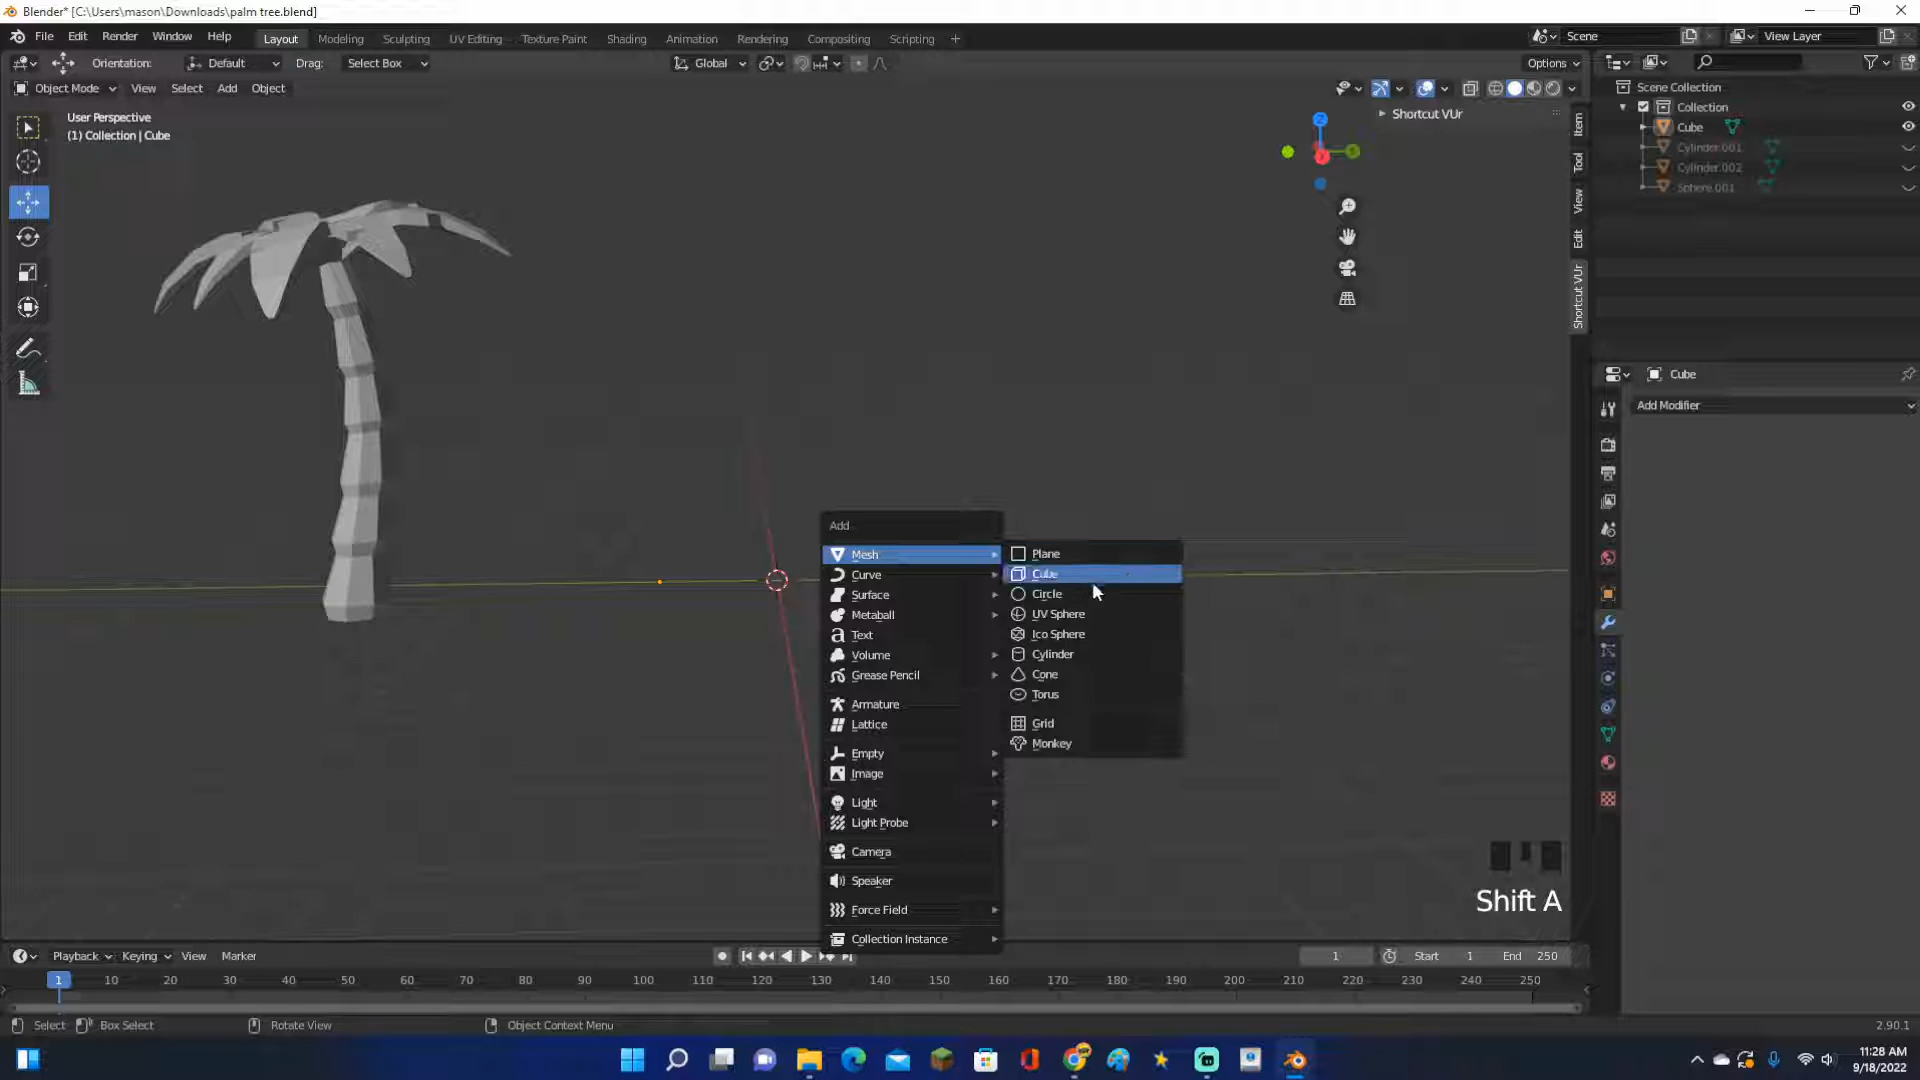 Blender* [C:\Users\mason\Downloads\palm tree.blend]
File Edit Render Window Help Layout Modeling Sculpting UV Editing Texture Paint Shading Animation Rendering Compositing Scripting + Scene View Layer
Orientation: Default Drag: Select Box Global Options
Object Mode View Select Add Object
User Perspective
(1) Collection | Cube
Shortcut VUr
Item
Tool
View
Edit
Shortcut VUr
Z
Scene Collection
Collection
Cube
Cylinder.001
Cylinder.002
Sphere.001
Cube
Add Modifier
Add
Mesh
Curve
Surface
Metaball
Text
Volume
Grease Pencil
Armature
Lattice
Empty
Image
Light
Light Probe
Camera
Speaker
Force Field
Collection Instance
Plane
Cube
Circle
UV Sphere
Ico Sphere
Cylinder
Cone
Torus
Grid
Monkey
Shift A
Playback Keying View Marker 1 Start 1 End 250
1 10 20 30 40 50 60 70 80 90 100 110 120 130 140 150 160 170 180 190 200 210 220 230 240 250
Select Box Select Rotate View Object Context Menu 2.90.1
11:28 AM
9/18/2022